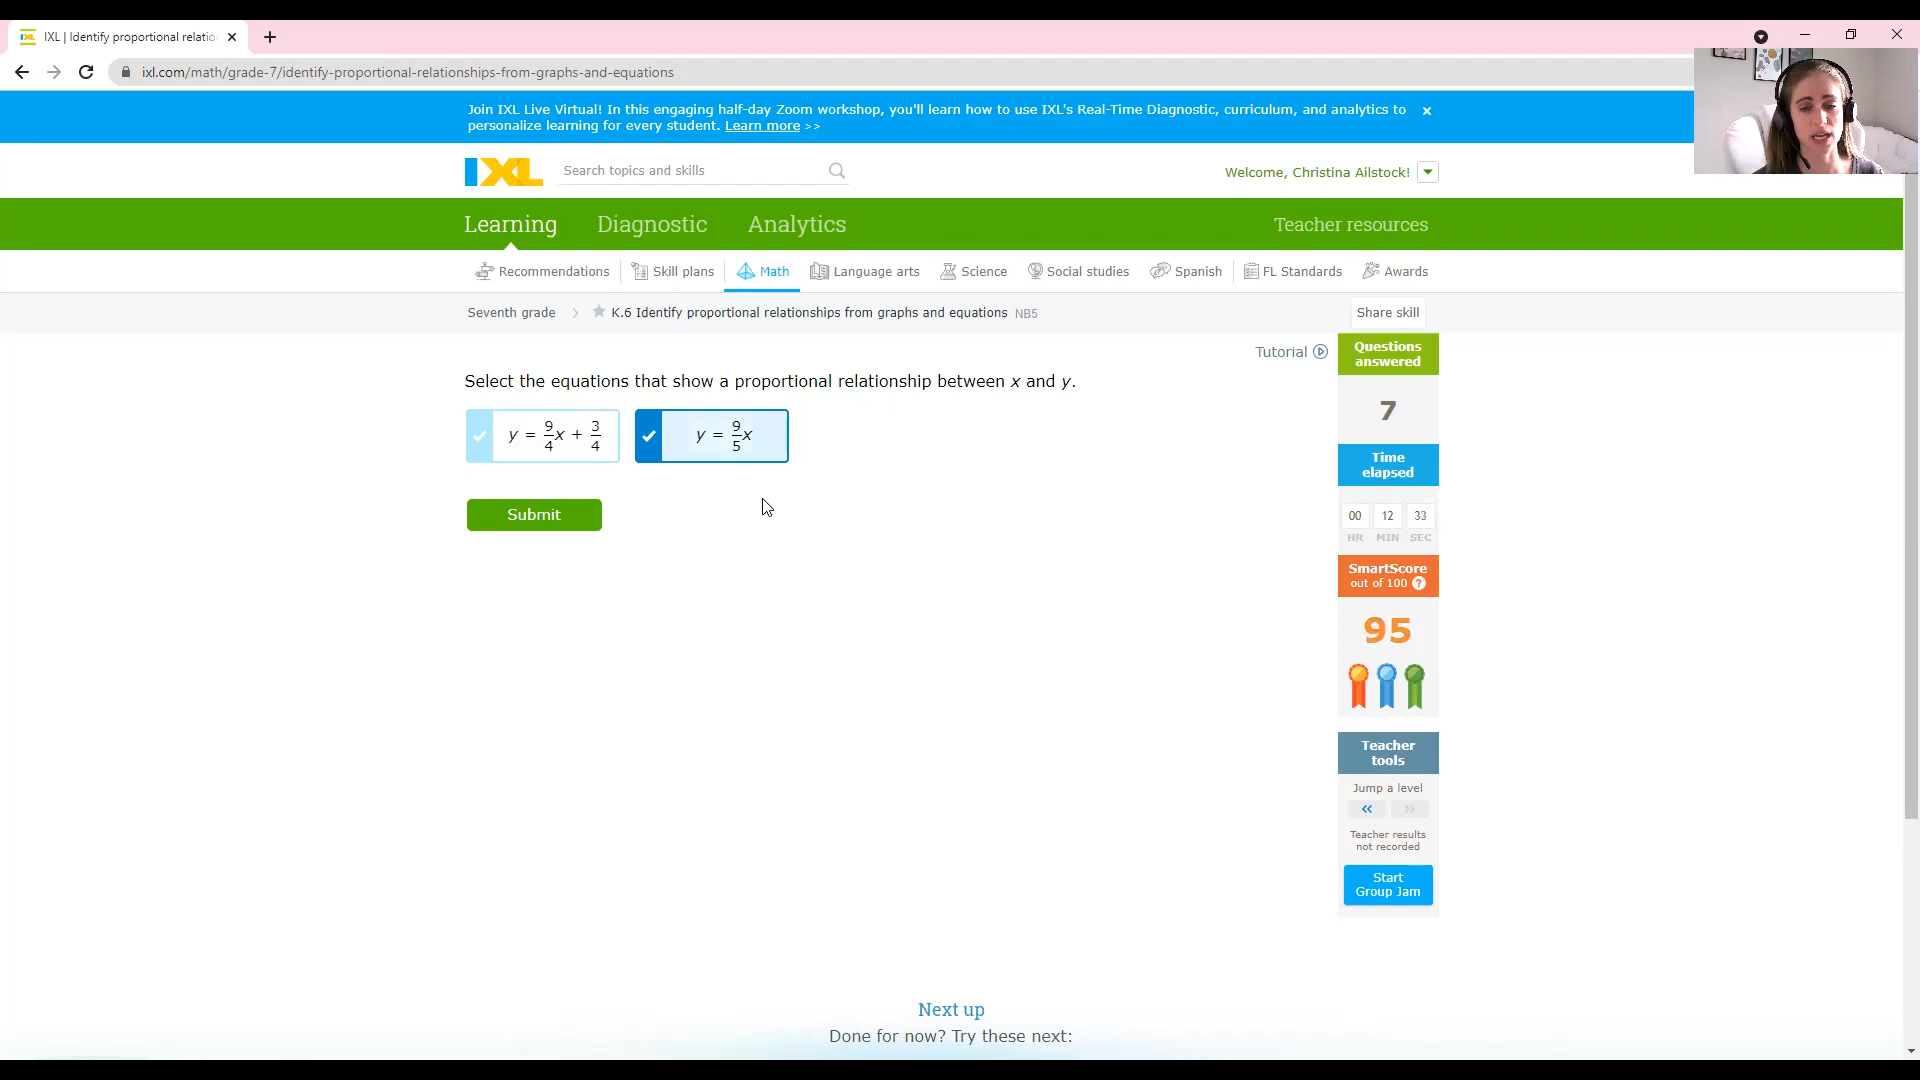 IXL | Identify proportional relatio
ixl.com/math/grade-7/identify-proportional-relationships-from-graphs-and-equations
Join IXL Live Virtual! In this engaging half-day Zoom workshop, you'll learn how to use IXL's Real-Time Diagnostic, curriculum, and analytics to
personalize learning for every student. Learn more >>
IXL
Search topics and skills
Welcome, Christina Ailstock!
Learning Diagnostic Analytics Teacher resources
Recommendations Skill plans Math Language arts Science Social studies Spanish FL Standards Awards
Seventh grade > K.6 Identify proportional relationships from graphs and equations NB5
Share skill
Tutorial
Select the equations that show a proportional relationship between x and y.
y = 9/4 x + 3/4
y = 9/5 x
Submit
Questions
answered
7
Time
elapsed
00 12 33
HR MIN SEC
SmartScore
out of 100 ?
95
Teacher
tools
Jump a level
<< >>
Teacher results
not recorded
Start
Group Jam
Next up
Done for now? Try these next: